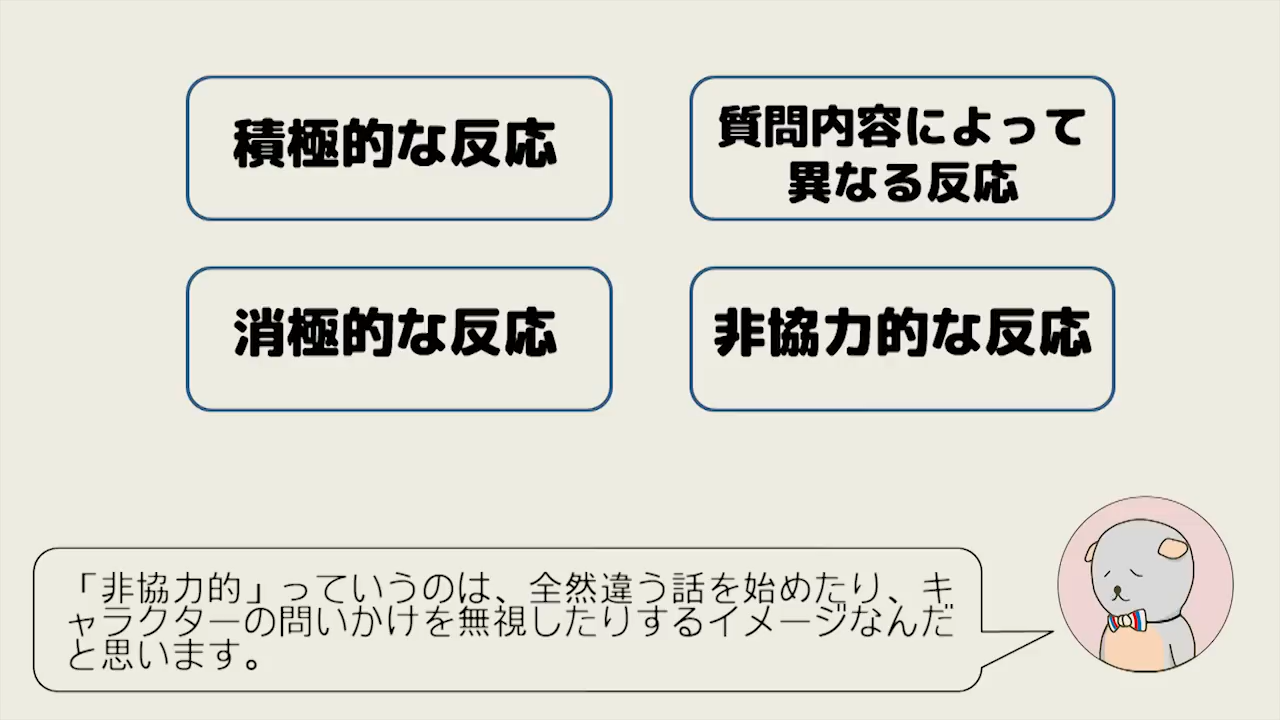 積極的な反応
質問内容によって
異なる反応
消極的な反応
非協力的な反応
「非協力的」っていうのは、全然違う話を始めたり、キ
ャラクターの問いかけを無視したりするイメージなんだ
と思います。